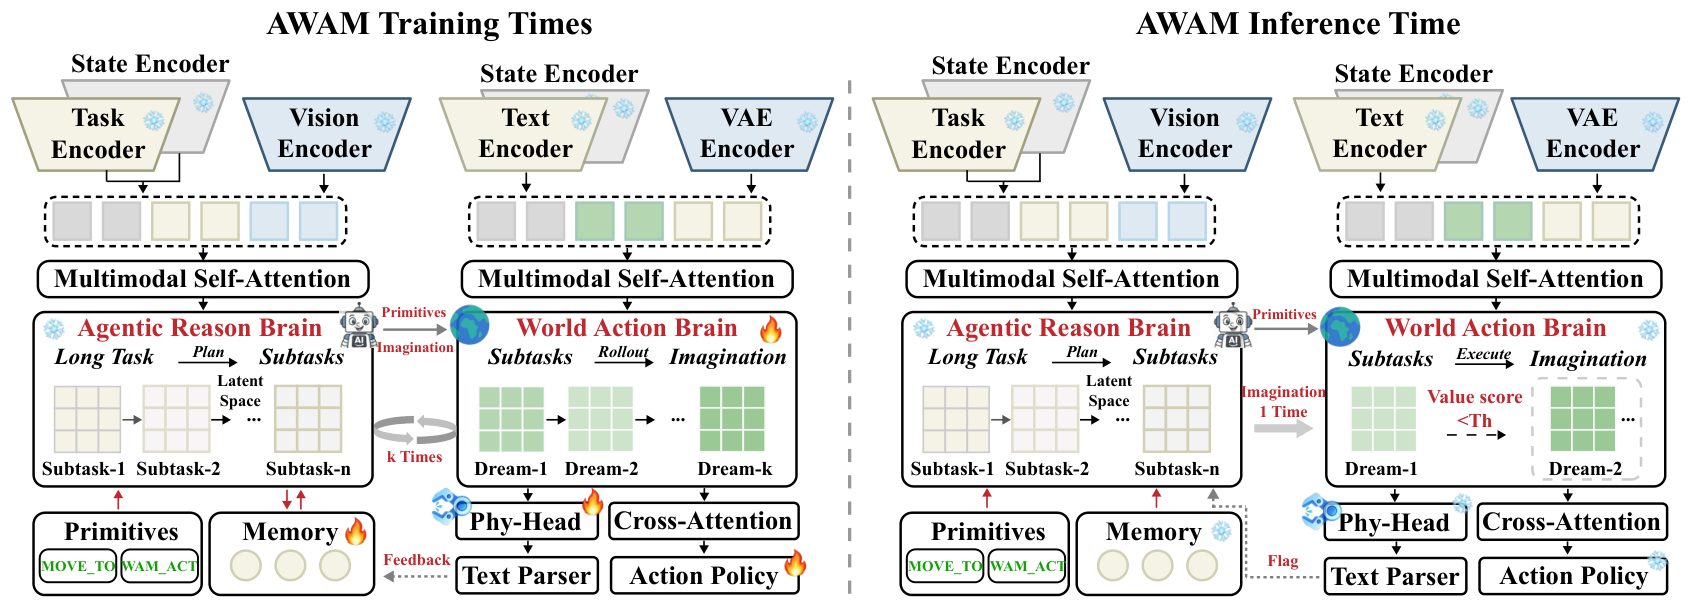 AWAM Training Times
State Encoder
Task
Encoder
Vision
Encoder
State Encoder
Text
Encoder
VAE
Encoder
Multimodal Self-Attention
Multimodal Self-Attention
Agentic Reason Brain
Long Task
Plan
Subtasks
Latent
Space
...
Subtask-1
Subtask-2
Subtask-n
AI
Primitives
Imagination
k Times
World Action Brain
Subtasks
Rollout
Imagination
...
Dream-1
Dream-2
Dream-k
Primitives
MOVE_TO
WAM_ACT
Memory
Feedback
Phy-Head
Cross-Attention
Text Parser
Action Policy
AWAM Inference Time
State Encoder
Task
Encoder
Vision
Encoder
State Encoder
Text
Encoder
VAE
Encoder
Multimodal Self-Attention
Multimodal Self-Attention
Agentic Reason Brain
Long Task
Plan
Subtasks
Latent
Space
...
Subtask-1
Subtask-2
Subtask-n
AI
Primitives
Imagination
1 Time
World Action Brain
Subtasks
Execute
Imagination
Value score
<Th
...
Dream-1
Dream-2
Primitives
MOVE_TO
WAM_ACT
Memory
Flag
Phy-Head
Cross-Attention
Text Parser
Action Policy